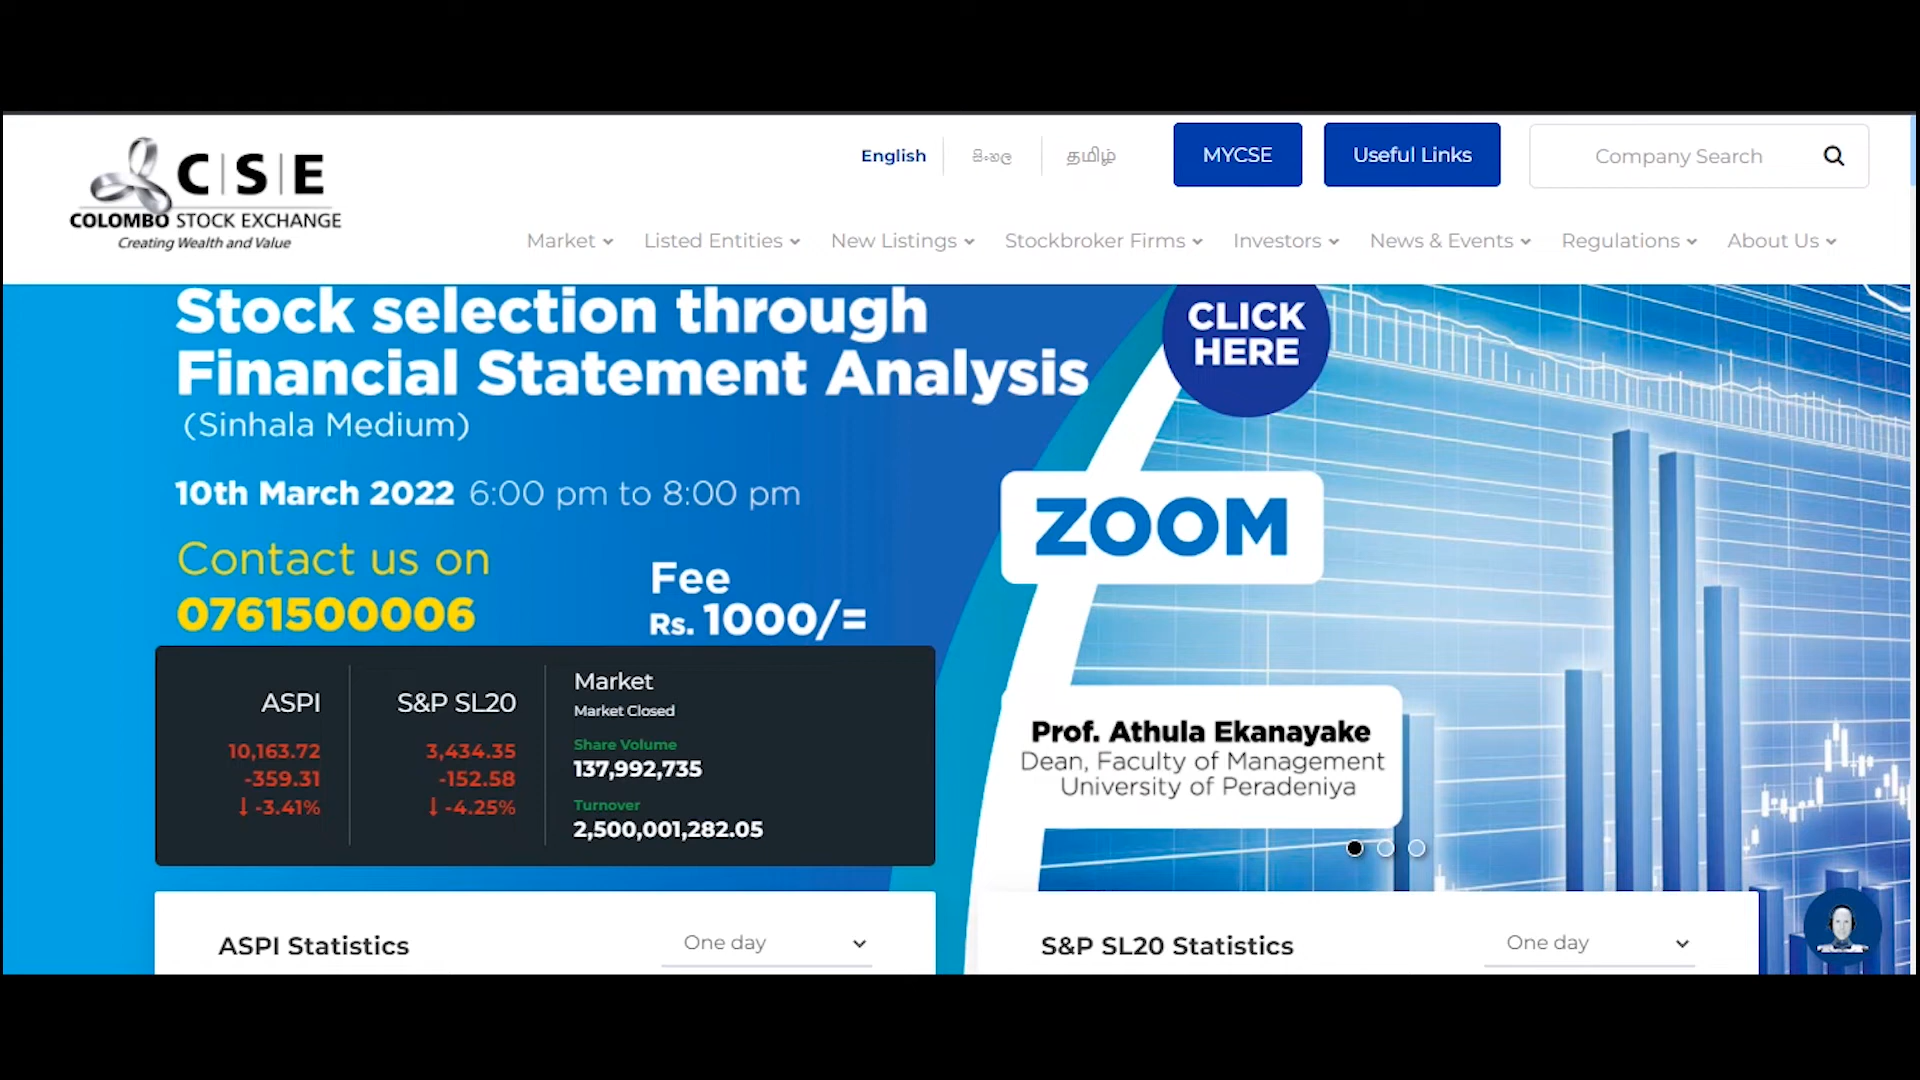 C|S|E
COLOMBO STOCK EXCHANGE
Creating Wealth and Value
English
සිංහල
தமிழ்
MYCSE
Useful Links
Company Search
Market
Listed Entities
New Listings
Stockbroker Firms
Investors
News & Events
Regulations
About Us
Stock selection through
Financial Statement Analysis
(Sinhala Medium)
10th March 2022 6:00 pm to 8:00 pm
Contact us on
0761500006
Fee
Rs. 1000/=
CLICK
HERE
ZOOM
Prof. Athula Ekanayake
Dean, Faculty of Management
University of Peradeniya
ASPI
10,163.72
-359.31
↓ -3.41%
S&P SL20
3,434.35
-152.58
↓ -4.25%
Market
Market Closed
Share Volume
137,992,735
Turnover
2,500,001,282.05
ASPI Statistics
One day
S&P SL20 Statistics
One day